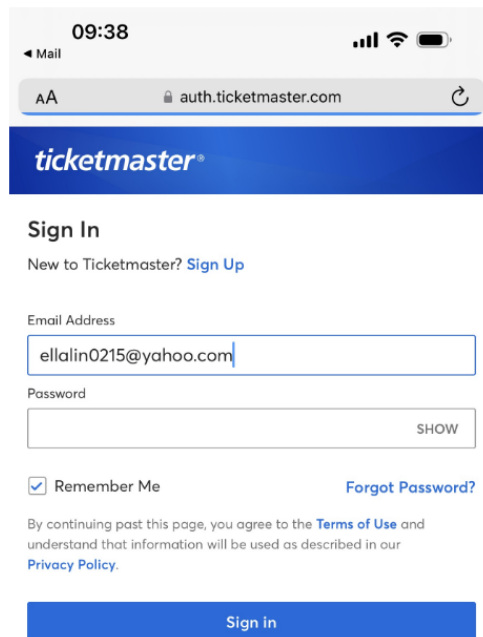 09:38
◀ Mail
AA auth.ticketmaster.com
ticketmaster®
Sign In
New to Ticketmaster? Sign Up
Email Address
ellalin0215@yahoo.com
Password
SHOW
Remember Me Forgot Password?
By continuing past this page, you agree to the Terms of Use and
understand that information will be used as described in our
Privacy Policy.
Sign in